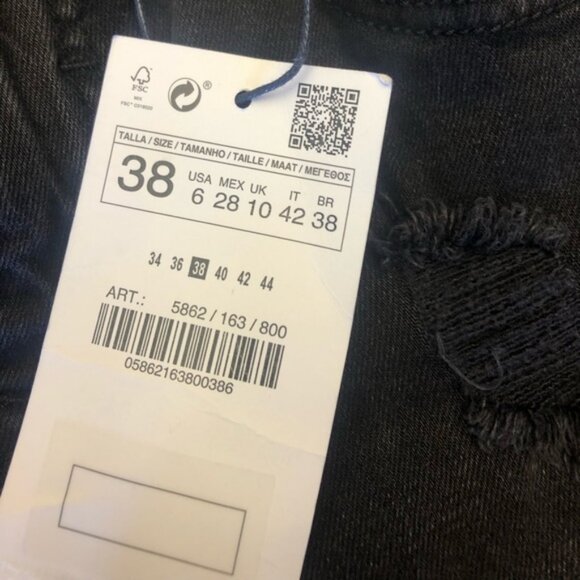 FSC
MIX
®
TALLA / SIZE / TAMANHO / TAILLE / MAAT / ΜΕΓΕΘΟΣ
38 USA MEX UK IT BR
6 28 10 42 38
34 36 38 40 42 44
ART.: 5862 / 163 / 800
05862163800386